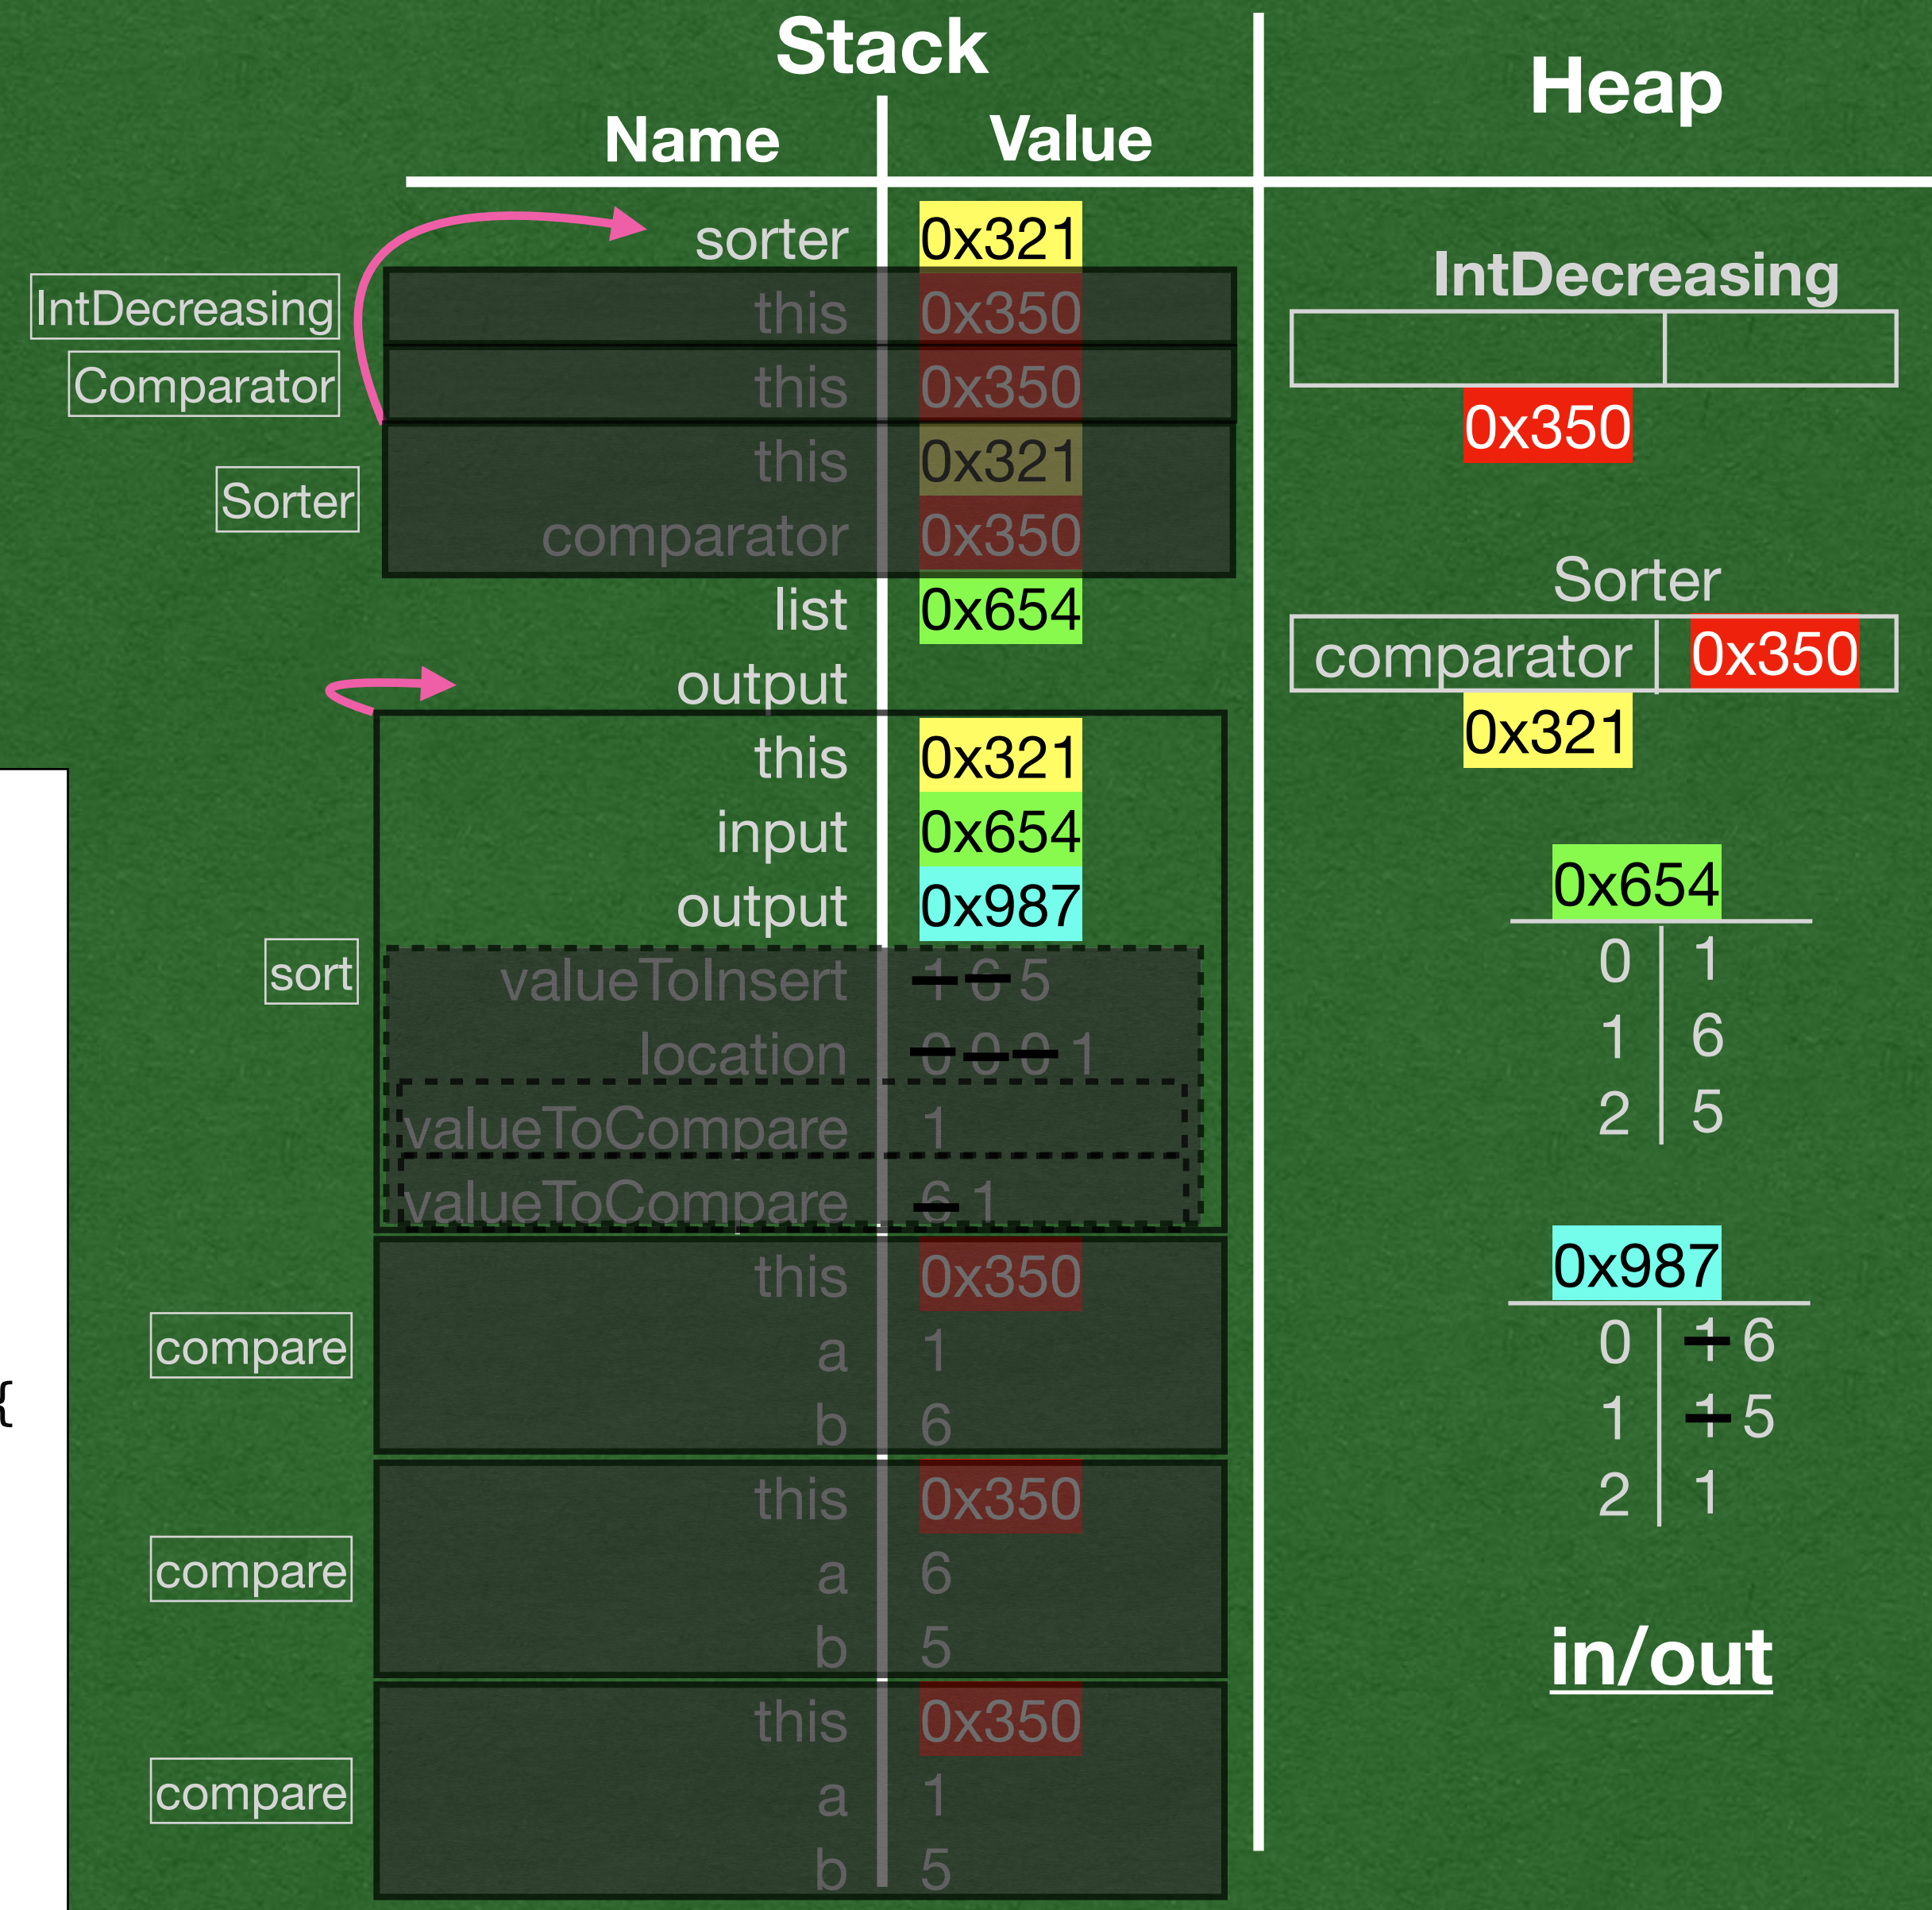 Stack
Heap
Name Value
sorter 0x321
IntDecreasing this 0x350
Comparator this 0x350
this 0x321
Sorter
comparator 0x350
list 0x654
output
this 0x321
input 0x654
output 0x987
sort
valueToInsert 1 6 5
location 0 0 0 1
valueToCompare 1
valueToCompare 6 1
this 0x350
compare a 1
b 6
this 0x350
compare a 6
b 5
this 0x350
compare a 1
b 5
IntDecreasing
0x350
Sorter
comparator 0x350
0x321
0x654
0 1
1 6
2 5
0x987
0 1 6
1 1 5
2 1
in/out
{